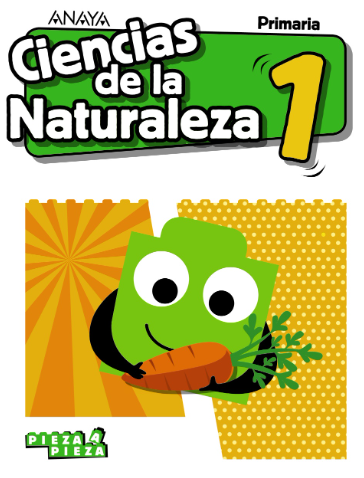 ANAYA
Primaria
Ciencias
de la
Naturaleza
1
PIEZA A
PIEZA